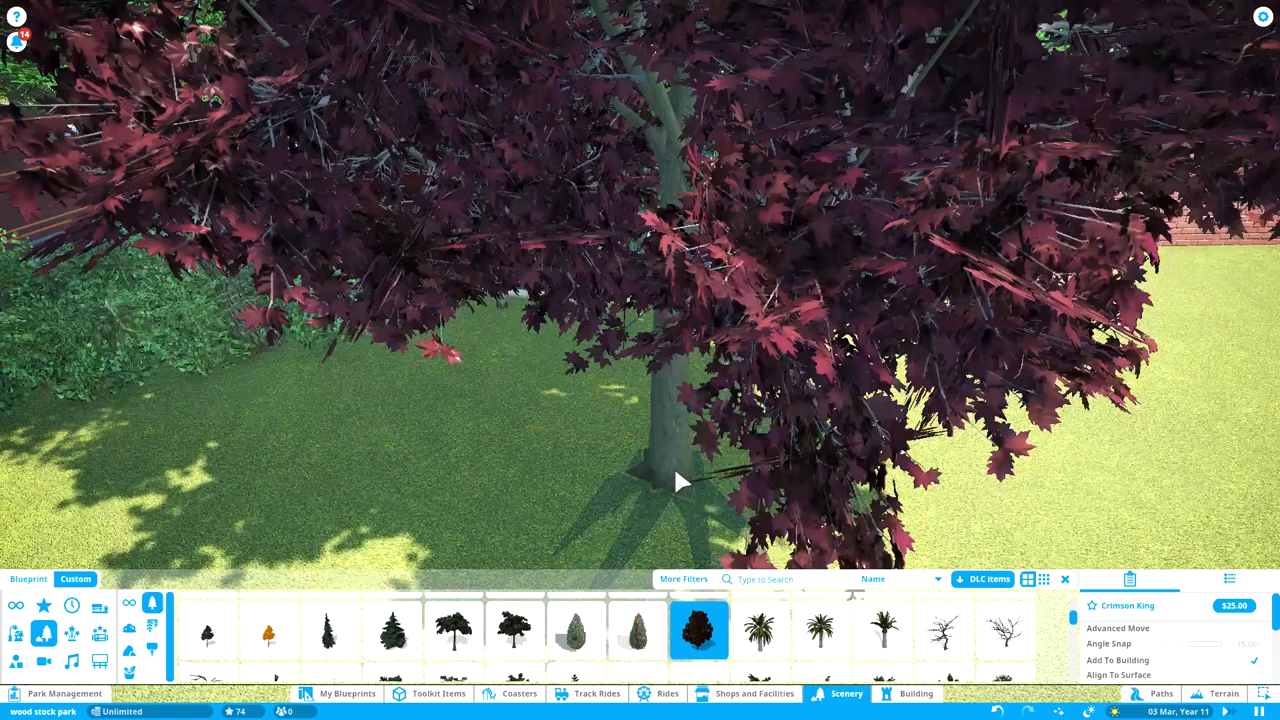 ?
14
Blueprint
Custom
More Filters
Type to Search
Name
DLC items
Crimson King
$25.00
Advanced Move
Angle Snap
15.00°
Add To Building
Align To Surface
Park Management
My Blueprints
Toolkit Items
Coasters
Track Rides
Rides
Shops and Facilities
Scenery
Building
Paths
Terrain
wood stock park
Unlimited
74
0
03 Mar, Year 11